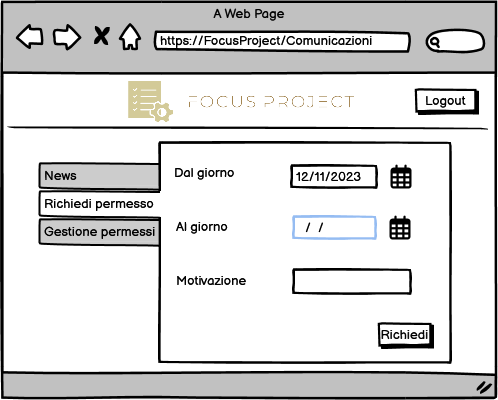 A Web Page
https://FocusProject/Comunicazioni
FOCUS PROJECT
Logout
News
Richiedi permesso
Gestione permessi
Dal giorno
12/11/2023
Al giorno
/ /
Motivazione
Richiedi